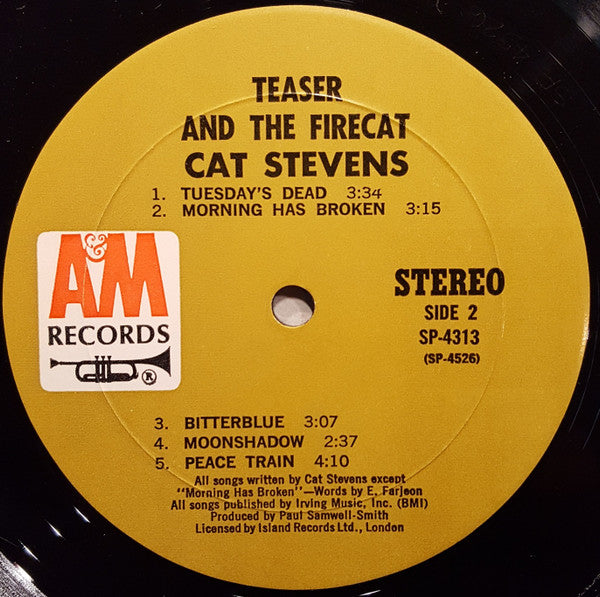 TEASER
AND THE FIRECAT
CAT STEVENS
1. TUESDAY'S DEAD 3:34
2. MORNING HAS BROKEN 3:15
A&M
RECORDS
®
STEREO
SIDE 2
SP-4313
(SP-4526)
3. BITTERBLUE 3:07
4. MOONSHADOW 2:37
5. PEACE TRAIN 4:10
All songs written by Cat Stevens except
"Morning Has Broken"—Words by E. Farjeon
All songs published by Irving Music, Inc. (BMI)
Produced by Paul Samwell-Smith
Licensed by Island Records Ltd., London